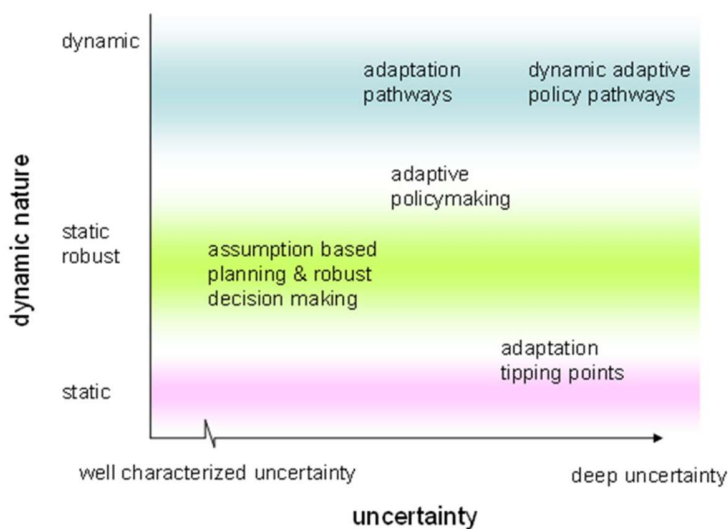 dynamic
adaptation
pathways
dynamic adaptive
policy pathways
adaptive
policymaking
dynamic nature
static
robust
assumption based
planning & robust
decision making
adaptation
tipping points
static
well characterized uncertainty
deep uncertainty
uncertainty